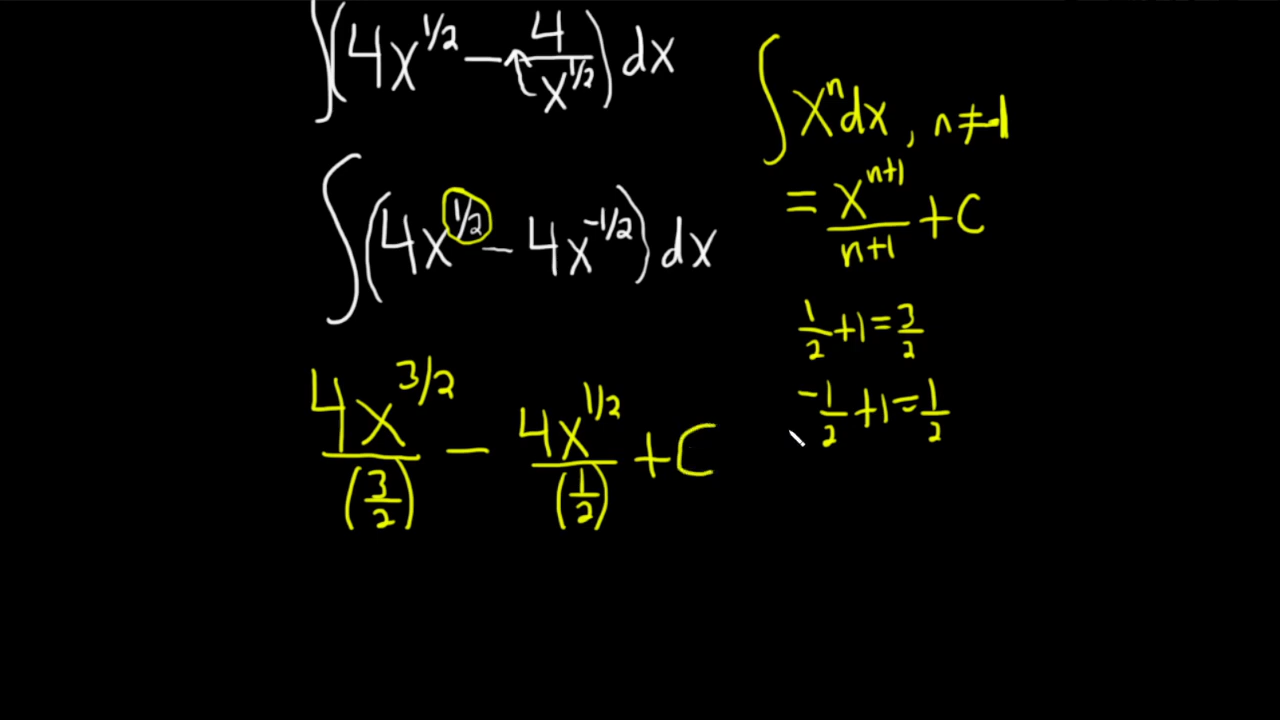 ∫(4x^{1/2} − 4/x^{1/2}) dx
∫(4x^{1/2} − 4x^{-1/2}) dx
4x^{3/2}/(3/2) − 4x^{1/2}/(1/2) + C
∫x^n dx, n ≠ -1
= x^{n+1}/(n+1) + C
1/2 + 1 = 3/2
-1/2 + 1 = 1/2